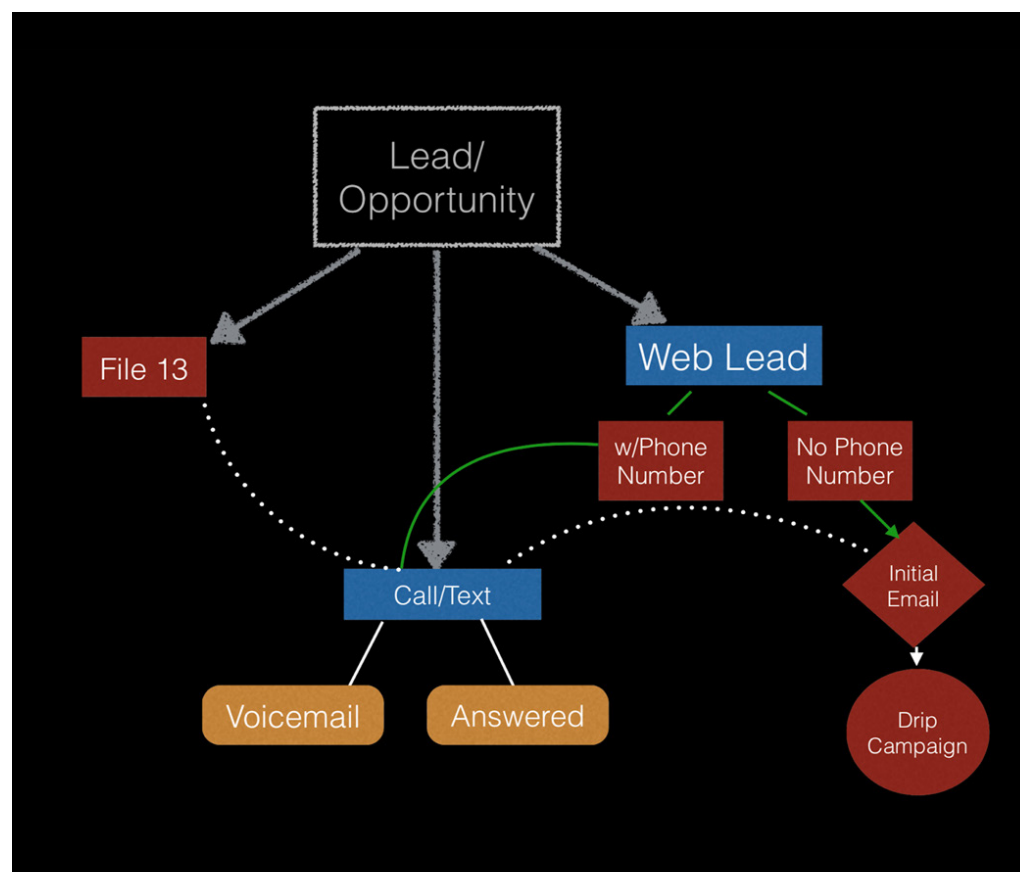 Lead/
Opportunity
File 13
Web Lead
w/Phone
Number
No Phone
Number
Initial
Email
Call/Text
Voicemail
Answered
Drip
Campaign